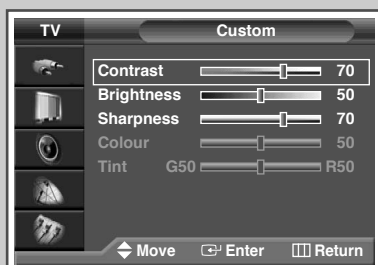 TV Custom
Contrast 70
Brightness 50
Sharpness 70
Colour 50
Tint G50 R50
Move Enter Return